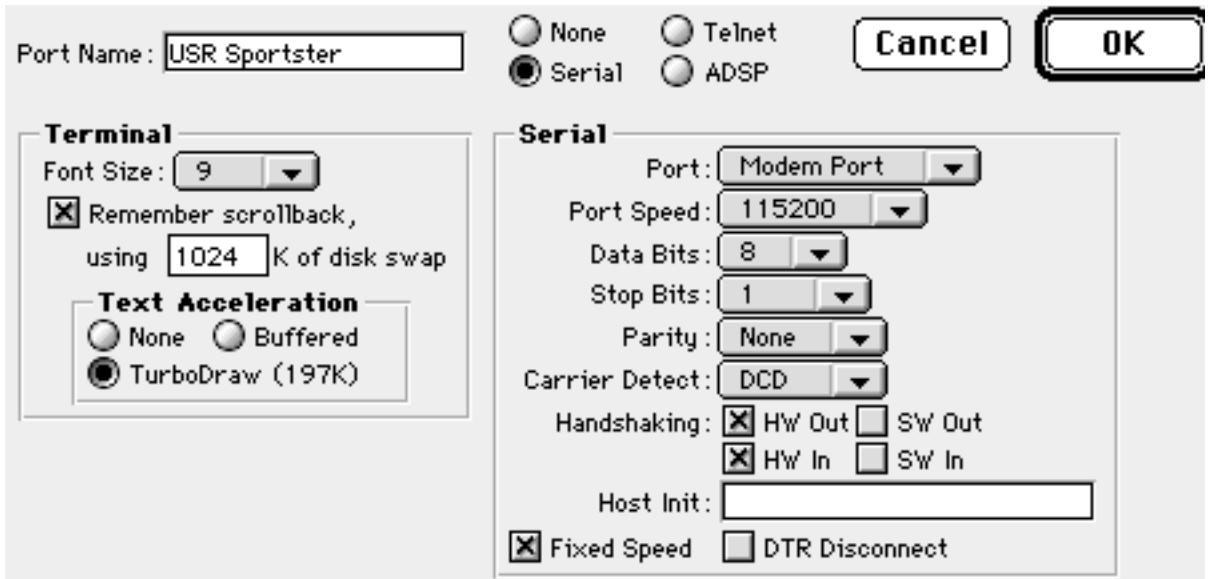 Port Name: USR Sportster
None
Telnet
Serial
ADSP
Cancel
OK
Terminal
Font Size: 9
Remember scrollback,
using 1024 K of disk swap
Text Acceleration
None
Buffered
TurboDraw (197K)
Serial
Port: Modem Port
Port Speed: 115200
Data Bits: 8
Stop Bits: 1
Parity: None
Carrier Detect: DCD
Handshaking: HW Out SW Out
HW In SW In
Host Init:
Fixed Speed DTR Disconnect